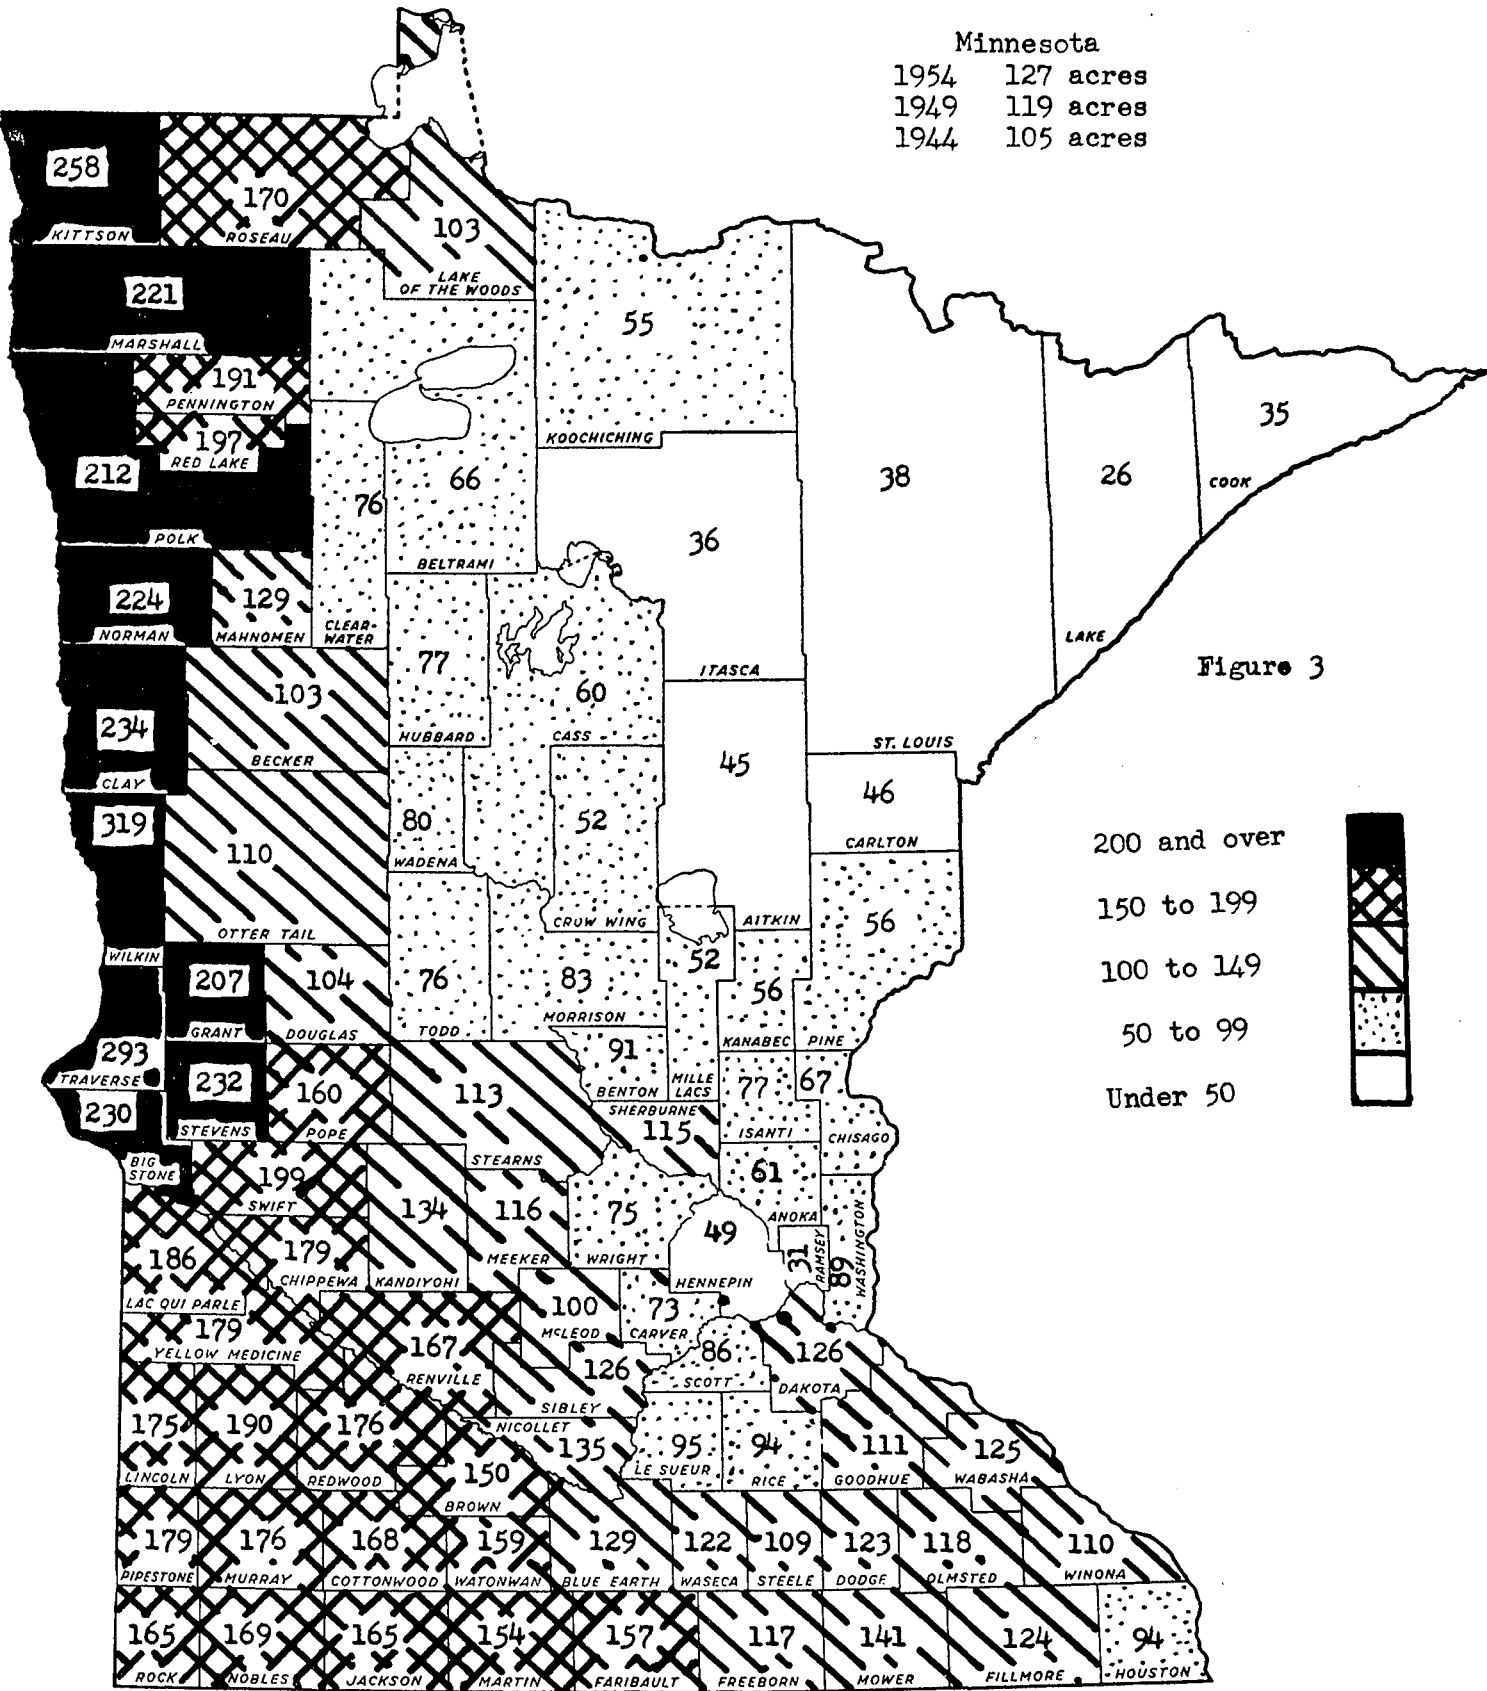 Minnesota
1954 127 acres
1949 119 acres
1944 105 acres
258
KITTSON
170
ROSEAU
103
LAKE
OF THE WOODS
221
MARSHALL
55
KOOCHICHING
191
PENNINGTON
197
RED LAKE
212
POLK
76
CLEAR-
WATER
66
BELTRAMI
36
ITASCA
38
ST. LOUIS
26
LAKE
35
COOK
224
NORMAN
129
MAHNOMEN
77
HUBBARD
60
CASS
Figure 3
234
CLAY
103
BECKER
45
AITKIN
46
CARLTON
319
WILKIN
110
OTTER TAIL
80
WADENA
52
CROW WING
56
PINE
200 and over
150 to 199
100 to 149
50 to 99
Under 50
207
GRANT
104
DOUGLAS
76
TODD
83
MORRISON
52
MILLE
LACS
56
KANABEC
293
TRAVERSE
232
STEVENS
160
POPE
113
STEARNS
91
BENTON
SHERBURNE
115
77
ISANTI
67
CHISAGO
230
BIG
STONE
199
SWIFT
134
KANDIYOHI
116
MEEKER
75
WRIGHT
49
HENNEPIN
61
ANOKA
31
RAMSEY
89
WASHINGTON
186
LAC QUI PARLE
179
CHIPPEWA
179
YELLOW MEDICINE
167
RENVILLE
100
McLEOD
73
CARVER
126
SIBLEY
86
SCOTT
126
DAKOTA
175
LINCOLN
190
LYON
176
REDWOOD
150
BROWN
NICOLLET
135
95
LE SUEUR
94
RICE
111
GOODHUE
125
WABASHA
179
PIPESTONE
176
MURRAY
168
COTTONWOOD
159
WATONWAN
129
BLUE EARTH
122
WASECA
109
STEELE
123
DODGE
118
OLMSTED
110
WINONA
165
ROCK
169
NOBLES
165
JACKSON
154
MARTIN
157
FARIBAULT
117
FREEBORN
141
MOWER
124
FILLMORE
94
HOUSTON